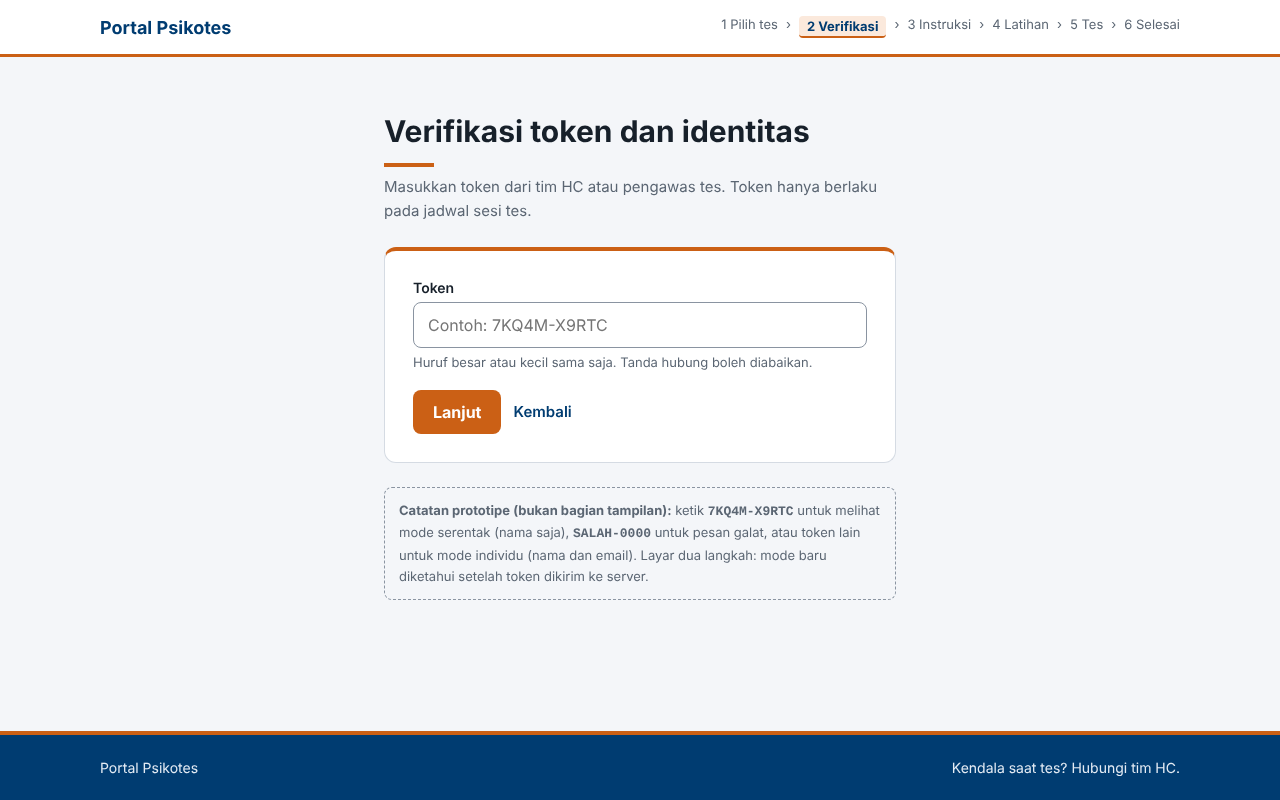 Portal Psikotes
1 Pilih tes › 2 Verifikasi › 3 Instruksi › 4 Latihan › 5 Tes › 6 Selesai
Verifikasi token dan identitas
Masukkan token dari tim HC atau pengawas tes. Token hanya berlaku
pada jadwal sesi tes.
Token
Contoh: 7KQ4M-X9RTC
Huruf besar atau kecil sama saja. Tanda hubung boleh diabaikan.
Lanjut Kembali
Catatan prototipe (bukan bagian tampilan): ketik 7KQ4M-X9RTC untuk melihat
mode serentak (nama saja), SALAH-0000 untuk pesan galat, atau token lain
untuk mode individu (nama dan email). Layar dua langkah: mode baru
diketahui setelah token dikirim ke server.
Portal Psikotes
Kendala saat tes? Hubungi tim HC.